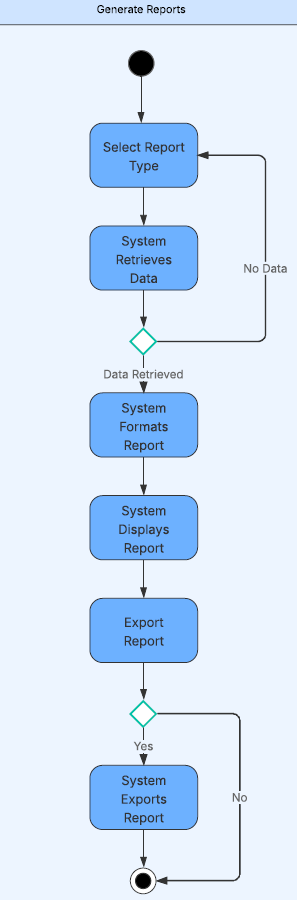 Generate Reports
Select Report
Type
System
Retrieves
Data
No Data
Data Retrieved
System
Formats
Report
System
Displays
Report
Export
Report
Yes
System
Exports
Report
No